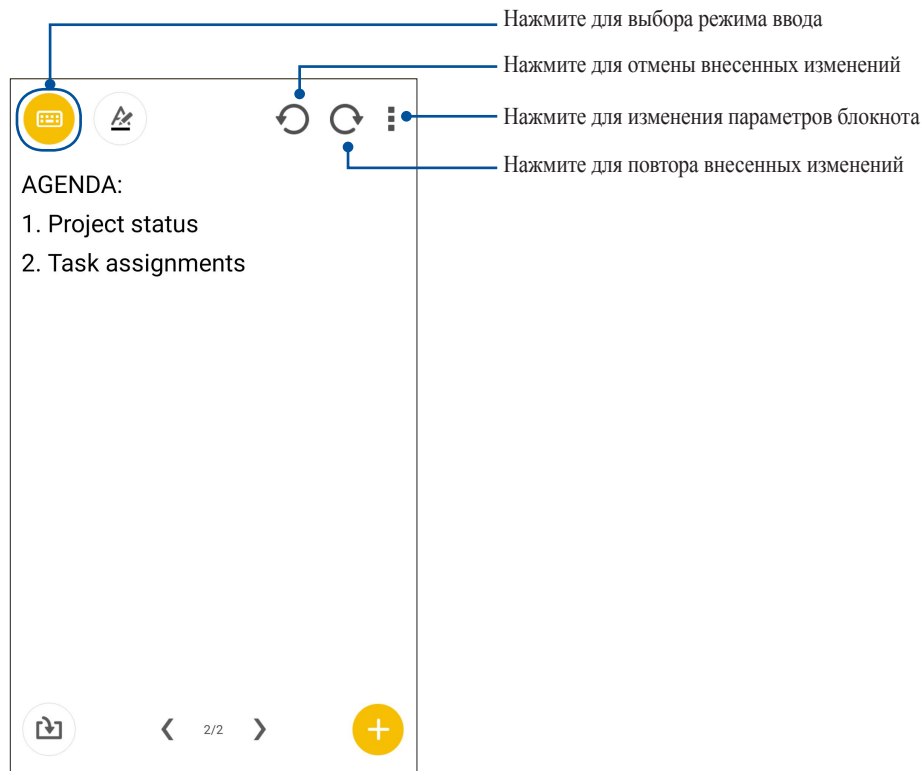 Нажмите для выбора режима ввода
Нажмите для отмены внесенных изменений
Нажмите для изменения параметров блокнота
Нажмите для повтора внесенных изменений
AGENDA:
1. Project status
2. Task assignments
2/2